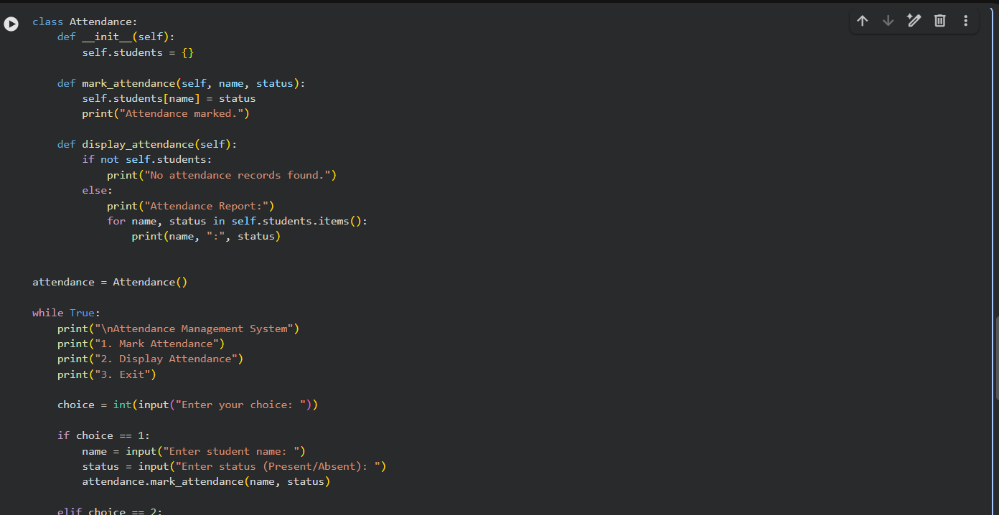 class Attendance:
    def __init__(self):
        self.students = {}

    def mark_attendance(self, name, status):
        self.students[name] = status
        print("Attendance marked.")

    def display_attendance(self):
        if not self.students:
            print("No attendance records found.")
        else:
            print("Attendance Report:")
            for name, status in self.students.items():
                print(name, ":", status)


attendance = Attendance()

while True:
    print("\nAttendance Management System")
    print("1. Mark Attendance")
    print("2. Display Attendance")
    print("3. Exit")

    choice = int(input("Enter your choice: "))

    if choice == 1:
        name = input("Enter student name: ")
        status = input("Enter status (Present/Absent): ")
        attendance.mark_attendance(name, status)

    elif choice == 2: